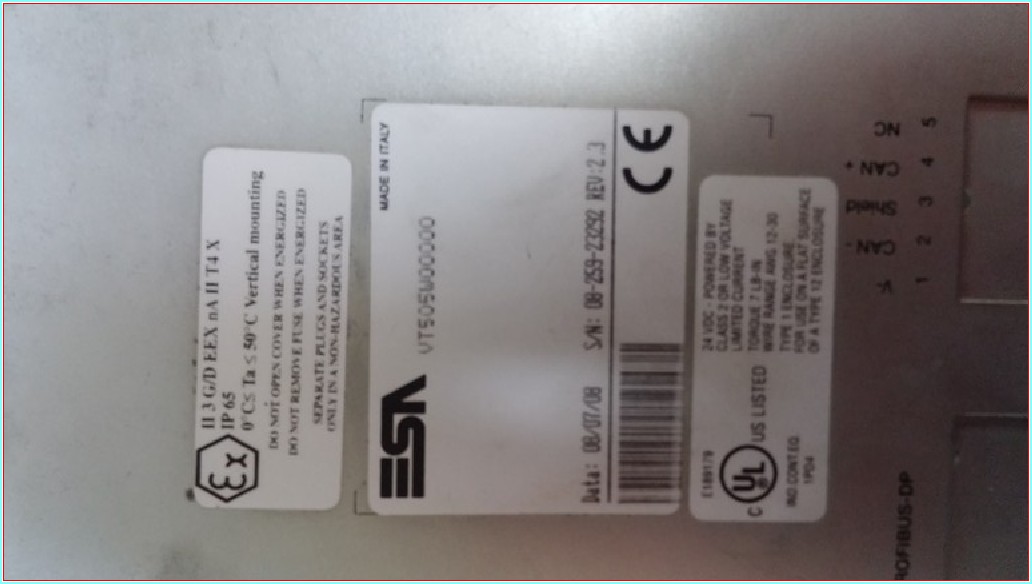 II 3 G/D EEX nA II T4 X
IP 65
0°C≤ Ta ≤ 50°C Vertical mounting
DO NOT OPEN COVER WHEN ENERGIZED
DO NOT REMOVE FUSE WHEN ENERGIZED
SEPARATE PLUGS AND SOCKETS
ONLY IN A NON-HAZARDOUS AREA
Ex
MADE IN ITALY
VT505W00000
ESA
Data: 08/07/08 S/N: 08-259-23292 REV:2.3
CE
24 VDC - POWERED BY
CLASS 2 OR LOW VOLTAGE
LIMITED CURRENT
TORQUE 7 LB-IN
WIRE RANGE AWG 12-30
TYPE 1 ENCLOSURE
FOR USE ON A FLAT SURFACE
OF A TYPE 12 ENCLOSURE
E189179
C UL US LISTED
IND.CONT.EQ.
1PD4
NC 5
CAN + 4
Shield 3
CAN - 2
1
ROFIBUS-DP